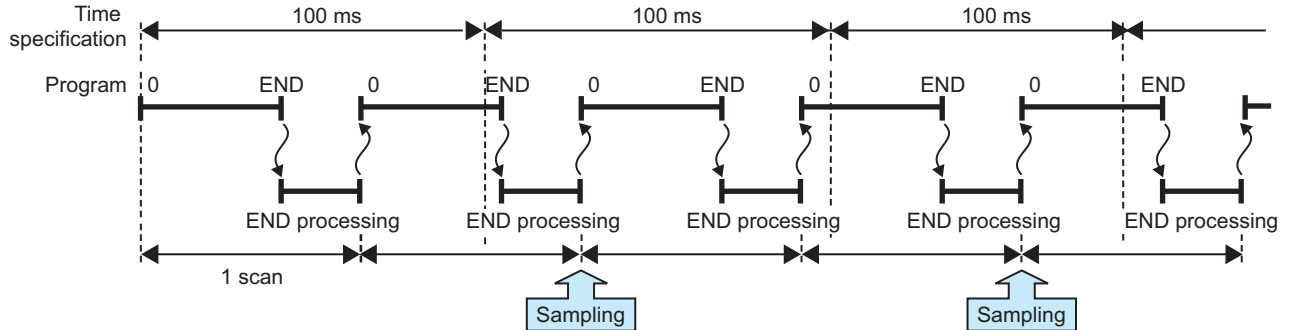 Time
specification
100 ms
100 ms
100 ms
Program
0
END
0
END
0
END
0
END
0
END
END processing
END processing
END processing
END processing
END processing
1 scan
Sampling
Sampling